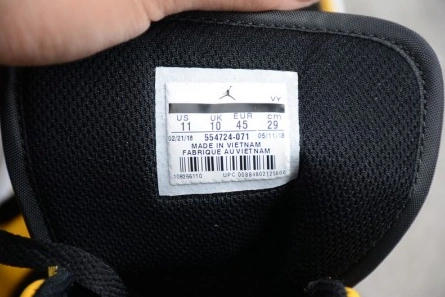 VY
US UK EUR cm
11 10 45 29
02/21/18 554724-071 05/11/18
MADE IN VIETNAM
FABRIQUE AU VIETNAM
UPC